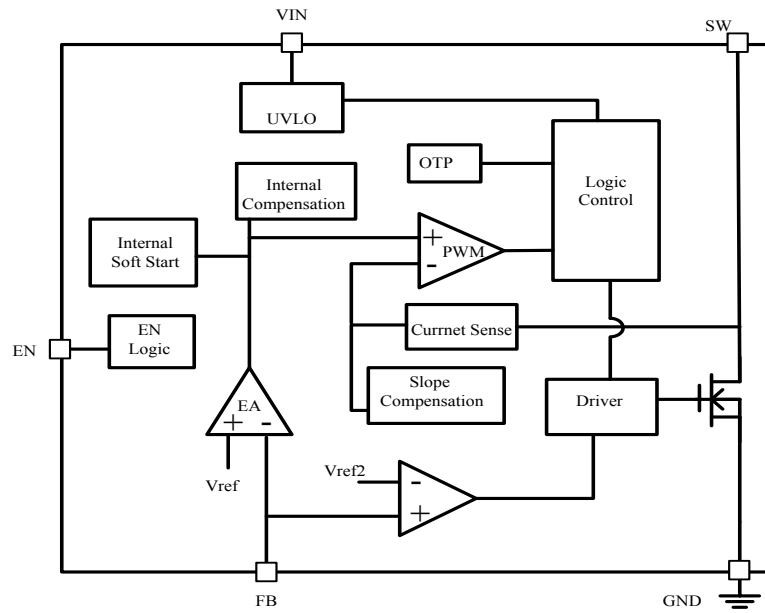 VIN
SW
UVLO
OTP
Logic
Control
Internal
Compensation
+
PWM
-
Internal
Soft Start
Currnet Sense
EN
EN
Logic
Slope
Compensation
Driver
EA
+ -
Vref
Vref2
-
+
FB
GND